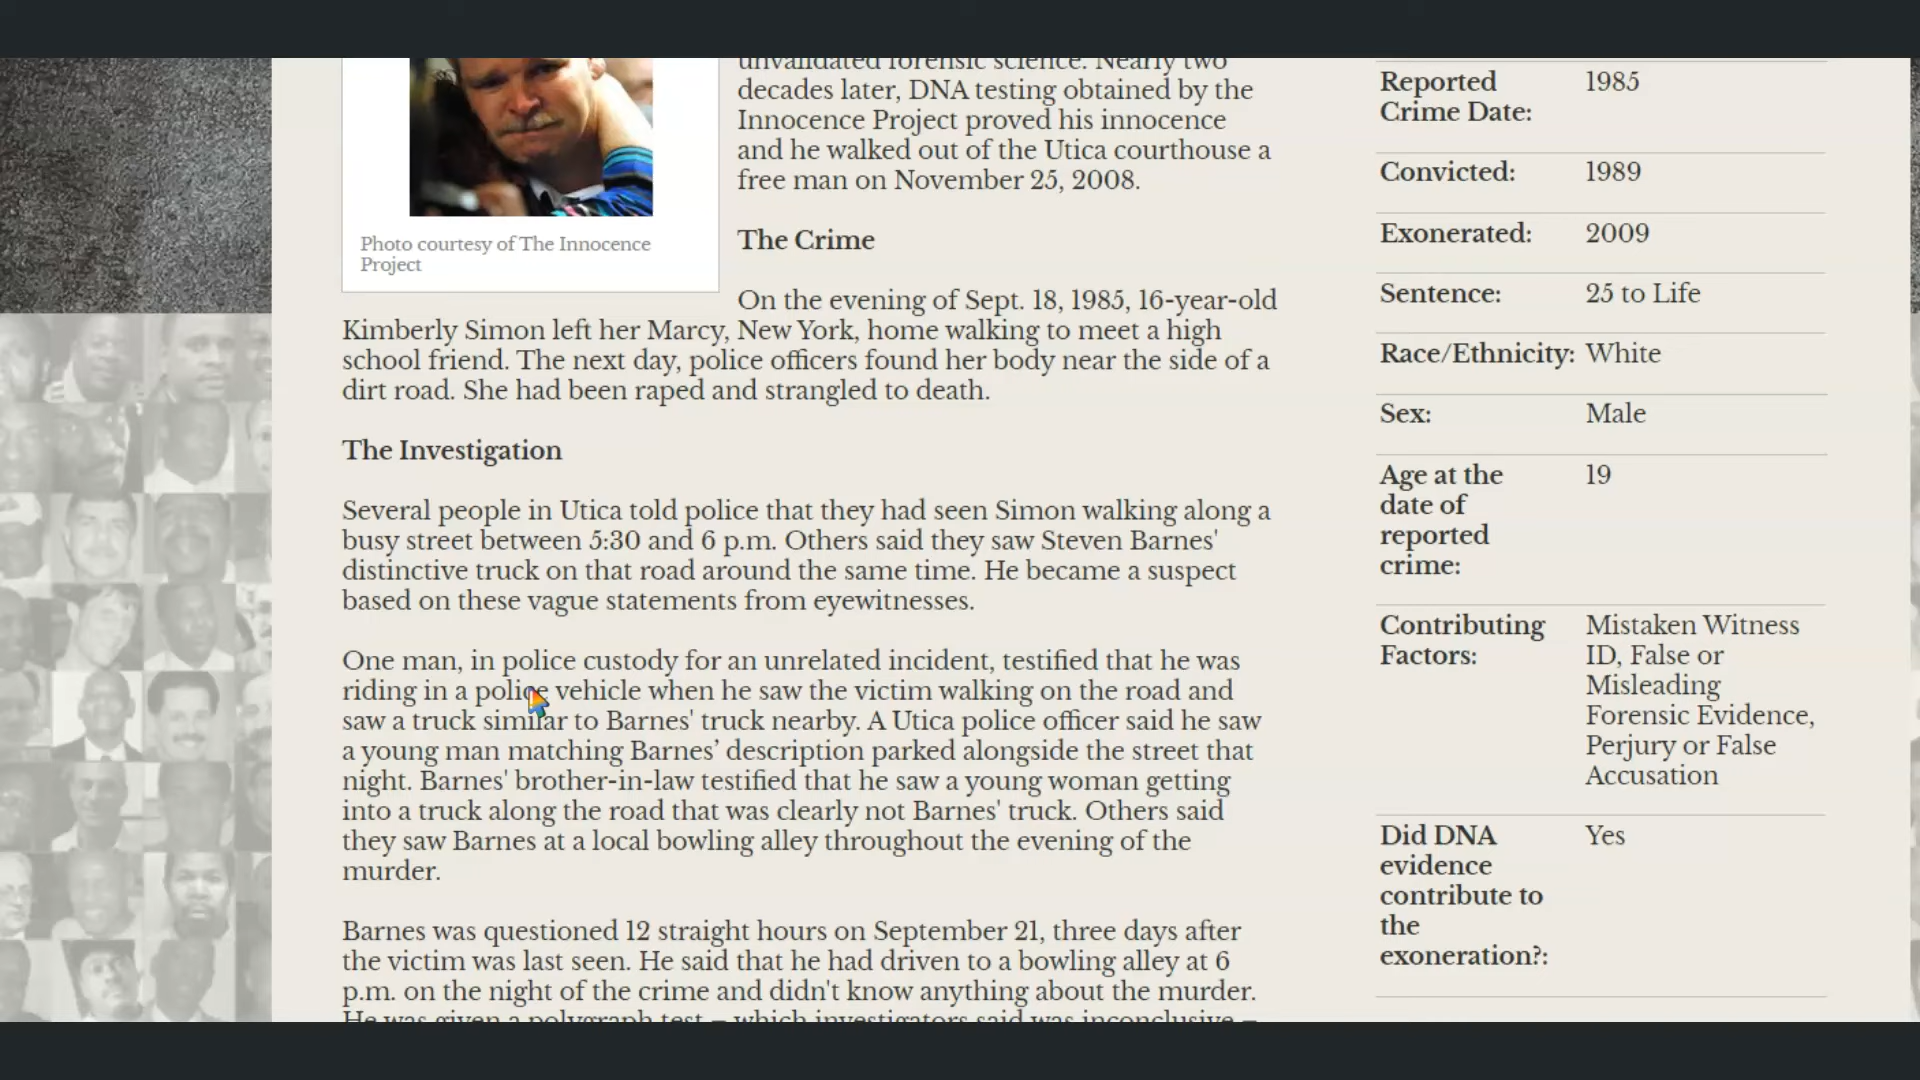 unvalidated forensic science. Nearly two
decades later, DNA testing obtained by the
Innocence Project proved his innocence
and he walked out of the Utica courthouse a
free man on November 25, 2008.
Photo courtesy of The Innocence
Project
The Crime
On the evening of Sept. 18, 1985, 16-year-old
Kimberly Simon left her Marcy, New York, home walking to meet a high
school friend. The next day, police officers found her body near the side of a
dirt road. She had been raped and strangled to death.
The Investigation
Several people in Utica told police that they had seen Simon walking along a
busy street between 5:30 and 6 p.m. Others said they saw Steven Barnes'
distinctive truck on that road around the same time. He became a suspect
based on these vague statements from eyewitnesses.
One man, in police custody for an unrelated incident, testified that he was
riding in a police vehicle when he saw the victim walking on the road and
saw a truck similar to Barnes' truck nearby. A Utica police officer said he saw
a young man matching Barnes’ description parked alongside the street that
night. Barnes' brother-in-law testified that he saw a young woman getting
into a truck along the road that was clearly not Barnes' truck. Others said
they saw Barnes at a local bowling alley throughout the evening of the
murder.
Barnes was questioned 12 straight hours on September 21, three days after
the victim was last seen. He said that he had driven to a bowling alley at 6
p.m. on the night of the crime and didn't know anything about the murder.
He was given a polygraph test – which investigators said was inconclusive –
Reported
Crime Date:
1985
Convicted:
1989
Exonerated:
2009
Sentence:
25 to Life
Race/Ethnicity:
White
Sex:
Male
Age at the
date of
reported
crime:
19
Contributing
Factors:
Mistaken Witness
ID, False or
Misleading
Forensic Evidence,
Perjury or False
Accusation
Did DNA
evidence
contribute to
the
exoneration?:
Yes